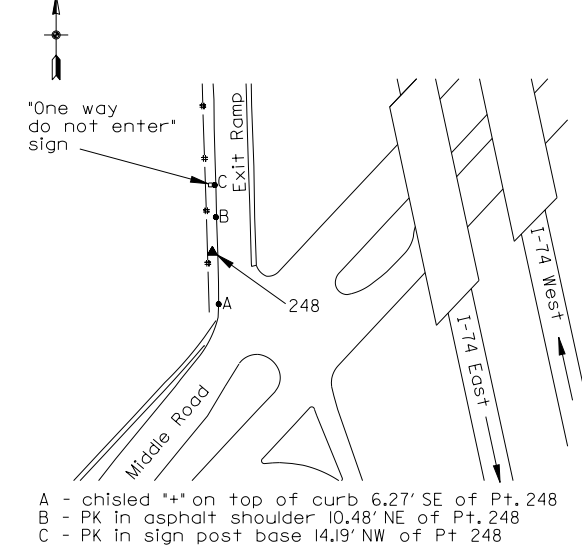 "One way
do not enter"
sign
Exit Ramp
C
B
A
248
I-74 West
I-74 East
Middle Road
A - chisled "+" on top of curb 6.27' SE of Pt. 248
B - PK in asphalt shoulder 10.48' NE of Pt. 248
C - PK in sign post base 14.19' NW of Pt 248